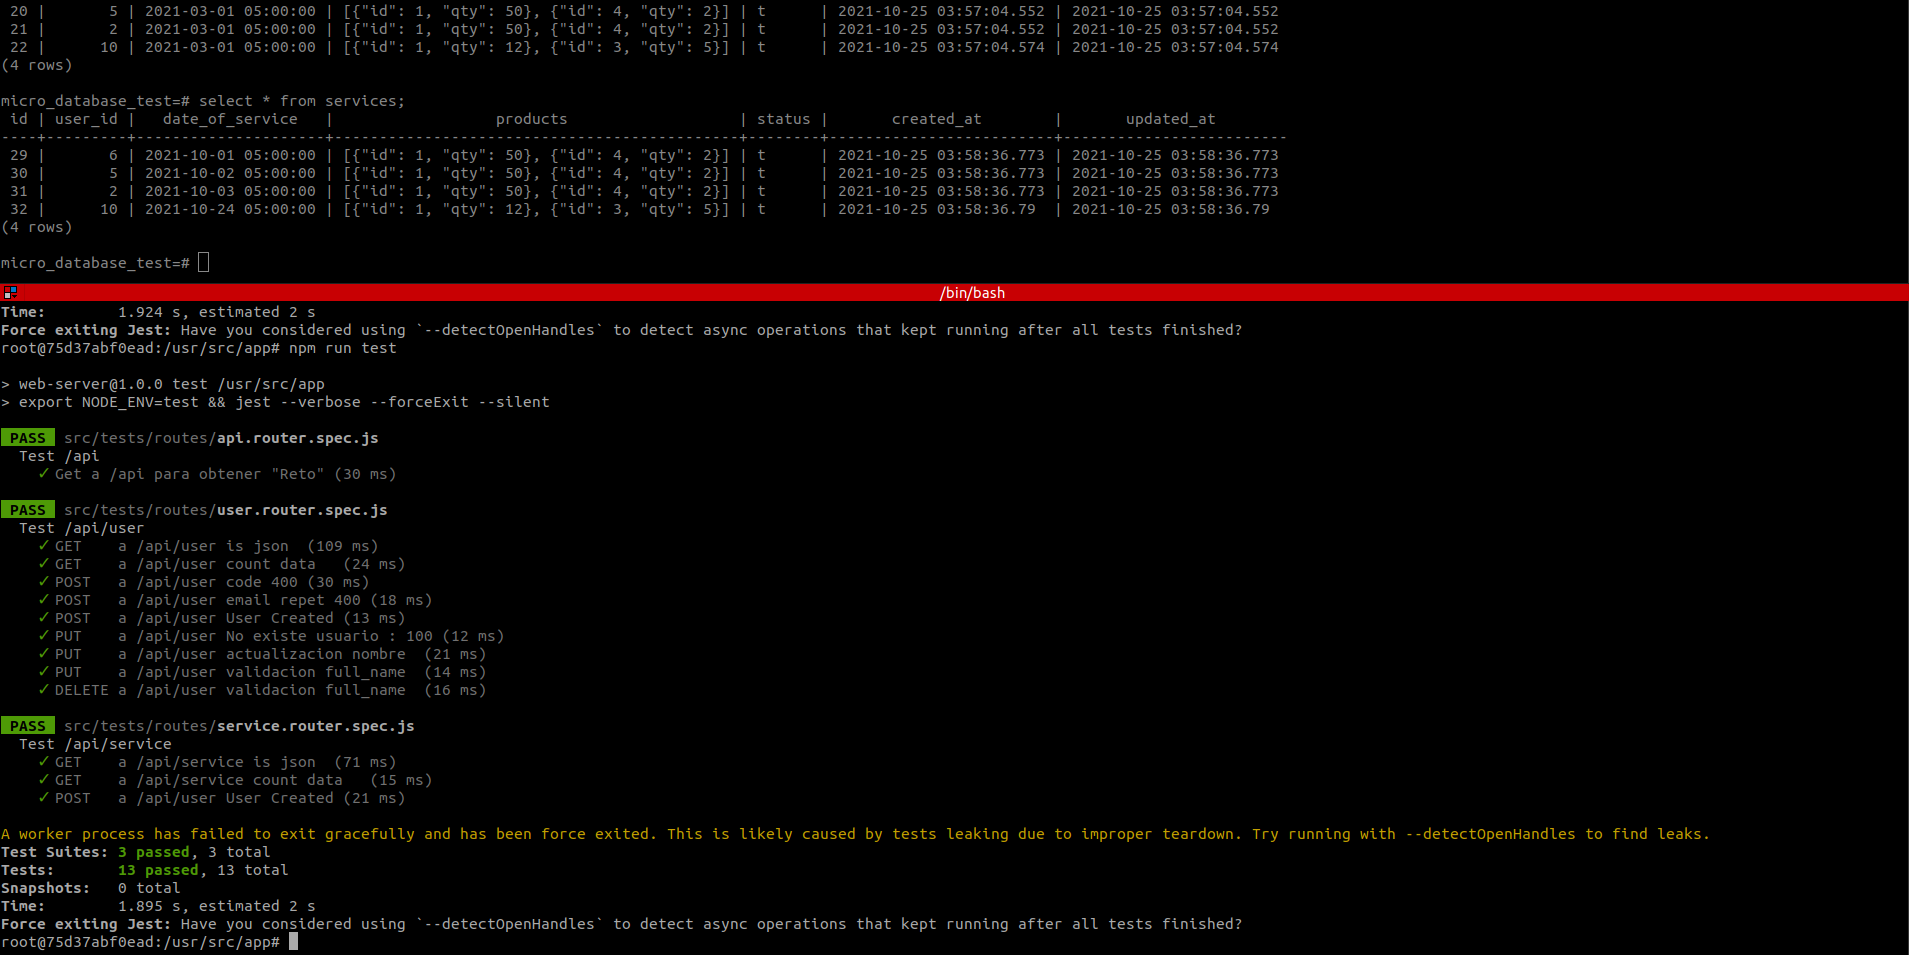 20 |       5 | 2021-03-01 05:00:00 | [{"id": 1, "qty": 50}, {"id": 4, "qty": 2}] | t      | 2021-10-25 03:57:04.552 | 2021-10-25 03:57:04.552
21 |       2 | 2021-03-01 05:00:00 | [{"id": 1, "qty": 50}, {"id": 4, "qty": 2}] | t      | 2021-10-25 03:57:04.552 | 2021-10-25 03:57:04.552
22 |      10 | 2021-03-01 05:00:00 | [{"id": 1, "qty": 12}, {"id": 3, "qty": 5}] | t      | 2021-10-25 03:57:04.574 | 2021-10-25 03:57:04.574
(4 rows)
micro_database_test=# select * from services;
id | user_id |   date_of_service   |                  products                   | status |       created_at        |       updated_at
----+---------+---------------------+---------------------------------------------+--------+-------------------------+-------------------------
29 |       6 | 2021-10-01 05:00:00 | [{"id": 1, "qty": 50}, {"id": 4, "qty": 2}] | t      | 2021-10-25 03:58:36.773 | 2021-10-25 03:58:36.773
30 |       5 | 2021-10-02 05:00:00 | [{"id": 1, "qty": 50}, {"id": 4, "qty": 2}] | t      | 2021-10-25 03:58:36.773 | 2021-10-25 03:58:36.773
31 |       2 | 2021-10-03 05:00:00 | [{"id": 1, "qty": 50}, {"id": 4, "qty": 2}] | t      | 2021-10-25 03:58:36.773 | 2021-10-25 03:58:36.773
32 |      10 | 2021-10-24 05:00:00 | [{"id": 1, "qty": 12}, {"id": 3, "qty": 5}] | t      | 2021-10-25 03:58:36.79  | 2021-10-25 03:58:36.79
(4 rows)
micro_database_test=#
/bin/bash
Time:        1.924 s, estimated 2 s
Force exiting Jest: Have you considered using `--detectOpenHandles` to detect async operations that kept running after all tests finished?
root@75d37abf0ead:/usr/src/app# npm run test
> web-server@1.0.0 test /usr/src/app
> export NODE_ENV=test && jest --verbose --forceExit --silent
PASS src/tests/routes/api.router.spec.js
Test /api
✓ Get a /api para obtener "Reto" (30 ms)
PASS src/tests/routes/user.router.spec.js
Test /api/user
✓ GET    a /api/user is json  (109 ms)
✓ GET    a /api/user count data   (24 ms)
✓ POST   a /api/user code 400 (30 ms)
✓ POST   a /api/user email repet 400 (18 ms)
✓ POST   a /api/user User Created (13 ms)
✓ PUT    a /api/user No existe usuario : 100 (12 ms)
✓ PUT    a /api/user actualizacion nombre  (21 ms)
✓ PUT    a /api/user validacion full_name  (14 ms)
✓ DELETE a /api/user validacion full_name  (16 ms)
PASS src/tests/routes/service.router.spec.js
Test /api/service
✓ GET    a /api/service is json  (71 ms)
✓ GET    a /api/service count data   (15 ms)
✓ POST   a /api/user User Created (21 ms)
A worker process has failed to exit gracefully and has been force exited. This is likely caused by tests leaking due to improper teardown. Try running with --detectOpenHandles to find leaks.
Test Suites: 3 passed, 3 total
Tests:       13 passed, 13 total
Snapshots:   0 total
Time:        1.895 s, estimated 2 s
Force exiting Jest: Have you considered using `--detectOpenHandles` to detect async operations that kept running after all tests finished?
root@75d37abf0ead:/usr/src/app#